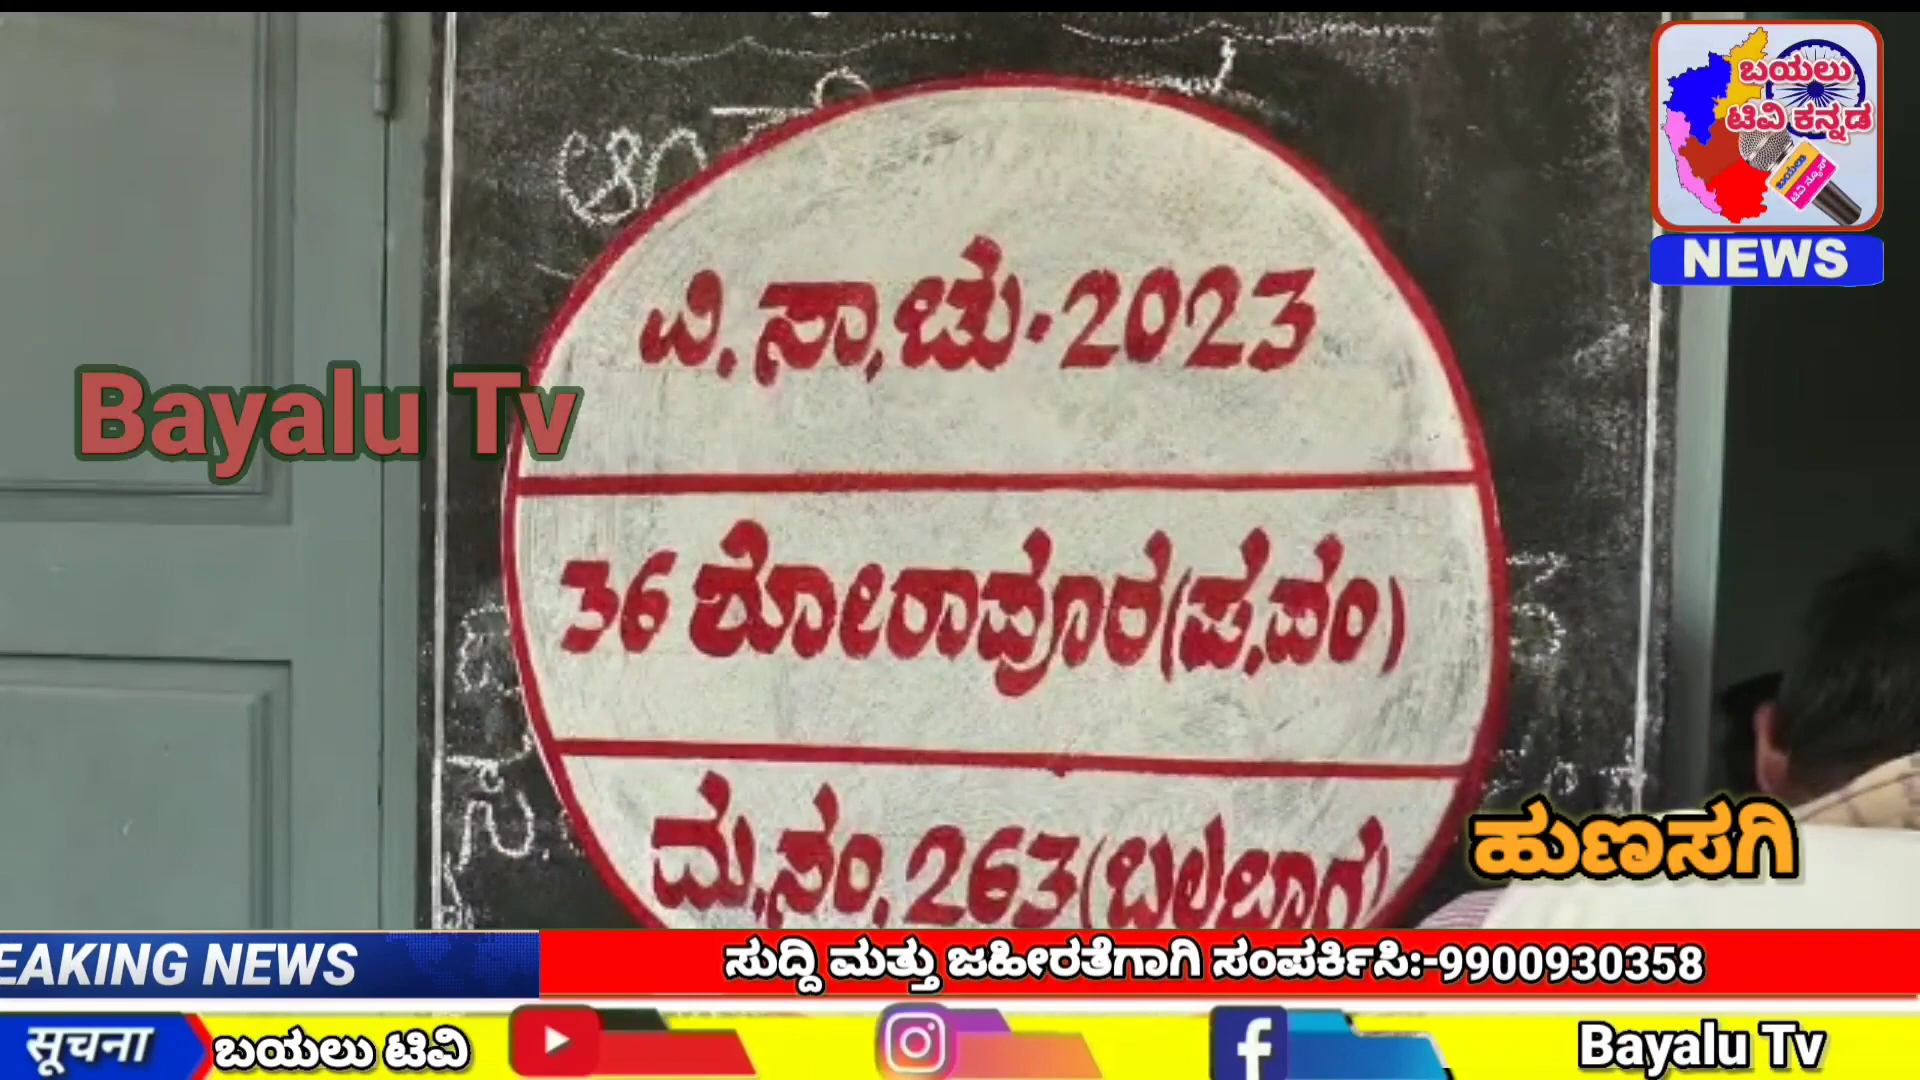 ಬಯಲು
ಟಿವಿ ಕನ್ನಡ
NEWS
ವಿ.ಸಾ.ಚು.2023
Bayalu Tv
36 ಶೋರಾಪೂರ(ಪ.ಪಂ)
ಮ.ಸಂ. 263(ಬಲಬಾಗ)
ಹುಣಸಗಿ
EAKING NEWS
ಸುದ್ದಿ ಮತ್ತು ಜಹೀರತೆಗಾಗಿ ಸಂಪರ್ಕಿಸಿ:-9900930358
सूचना
ಬಯಲು ಟಿವಿ
Bayalu Tv